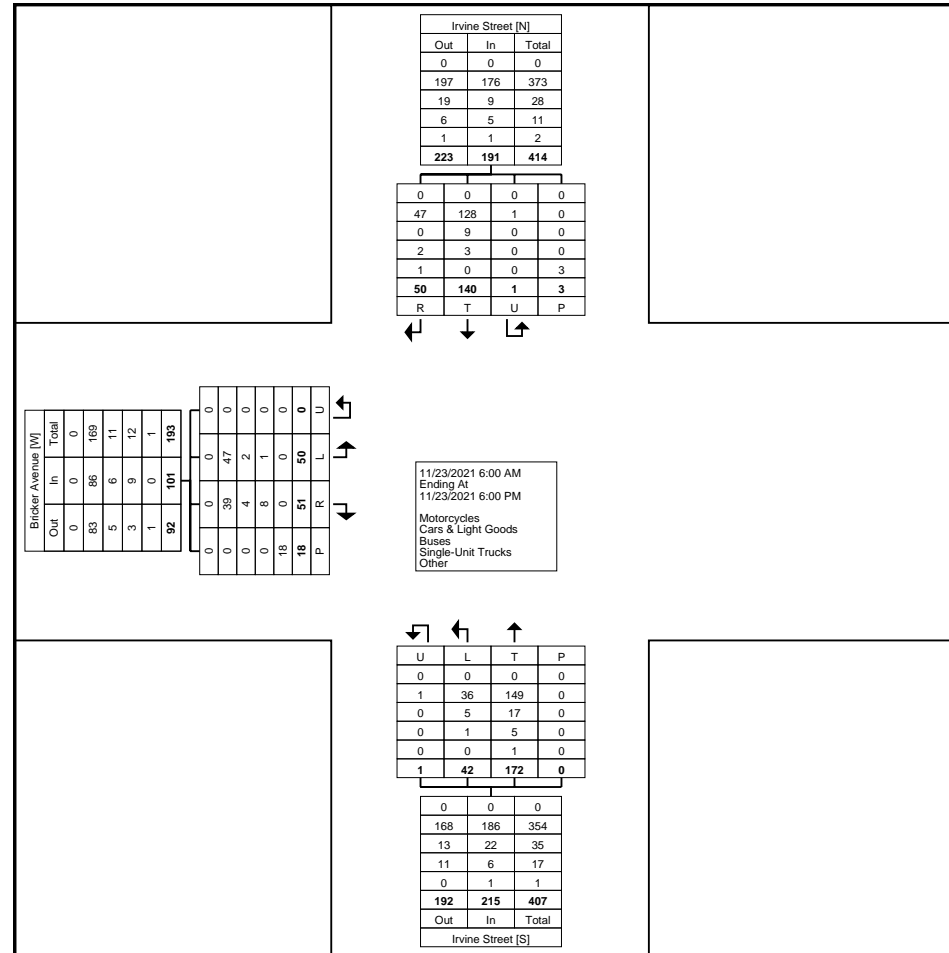 Irvine Street [N]
Out In Total
0 0 0
197 176 373
19 9 28
6 5 11
1 1 2
223 191 414
0 0 0 0
47 128 1 0
0 9 0 0
2 3 0 0
1 0 0 3
50 140 1 3
R T U P
Bricker Avenue [W]
Total 0 169 11 12 1 193
In 0 86 6 9 0 101
Out 0 83 5 3 1 92
0 0 0 0 0 0 U
0 47 2 1 0 50 L
0 39 4 8 0 51 R
0 0 0 0 18 18 P
11/23/2021 6:00 AM
Ending At
11/23/2021 6:00 PM
Motorcycles
Cars & Light Goods
Buses
Single-Unit Trucks
Other
U L T P
0 0 0 0
1 36 149 0
0 5 17 0
0 1 5 0
0 0 1 0
1 42 172 0
0 0 0
168 186 354
13 22 35
11 6 17
0 1 1
192 215 407
Out In Total
Irvine Street [S]